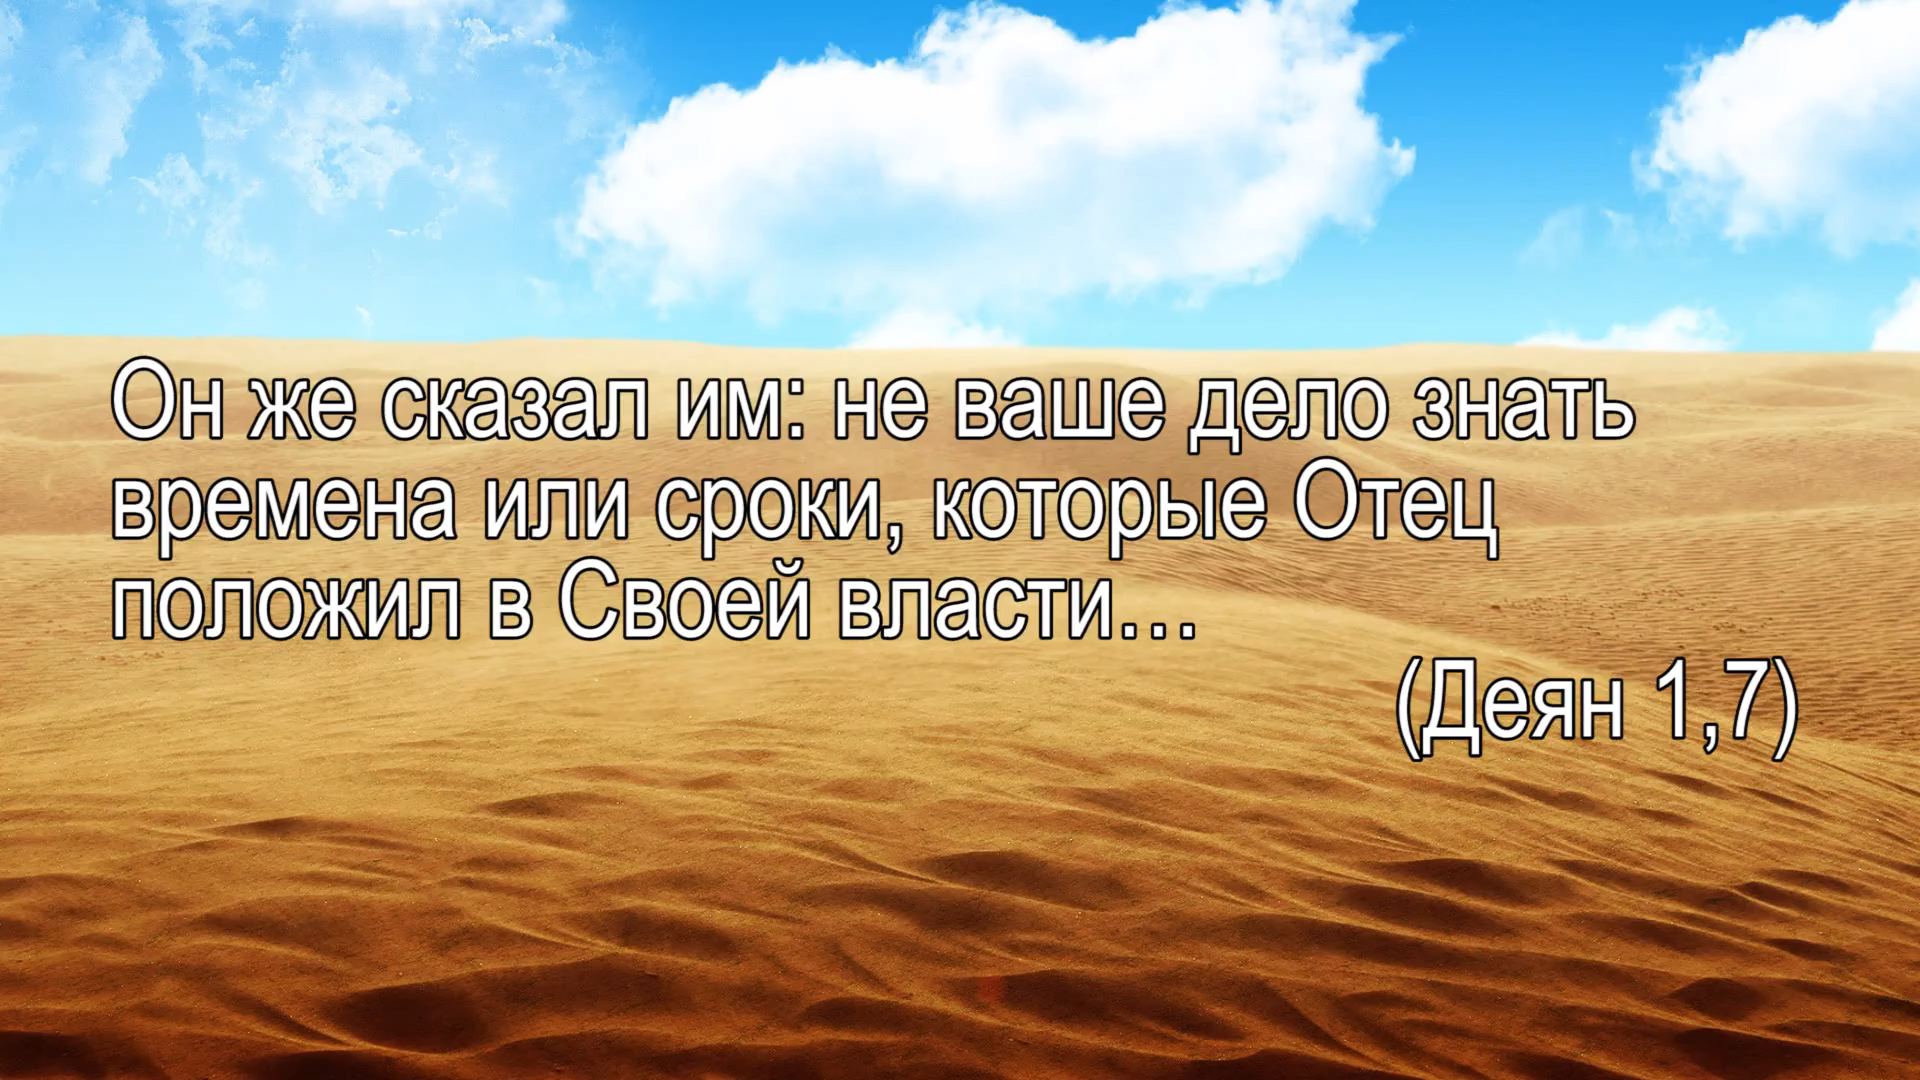 Он же сказал им: не ваше дело знать
времена или сроки, которые Отец
положил в Своей власти...
(Деян 1,7)